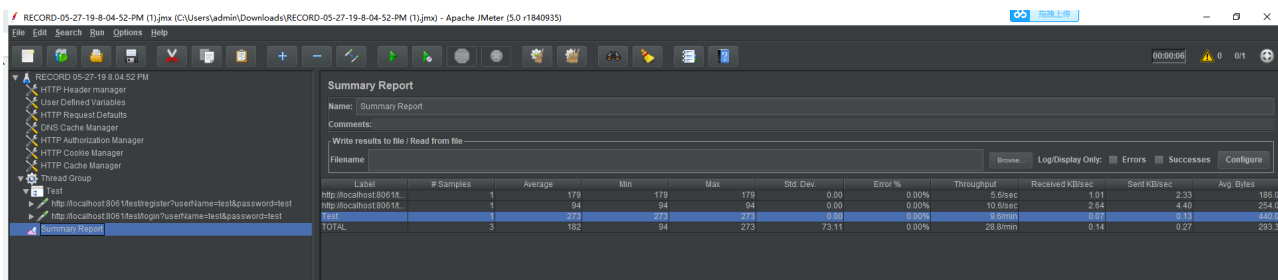 RECORD-05-27-19-8-04-52-PM (1).jmx (C:\Users\admin\Downloads\RECORD-05-27-19-8-04-52-PM (1).jmx) - Apache JMeter (5.0 r1840935)
拖拽上传
File Edit Search Run Options Help
00:00:06 0 0/1
RECORD 05-27-19 8.04.52 PM
HTTP Header manager
User Defined Variables
HTTP Request Defaults
DNS Cache Manager
HTTP Authorization Manager
HTTP Cookie Manager
HTTP Cache Manager
Thread Group
Test
http://localhost:8061/test/register?userName=test&password=test
http://localhost:8061/test/login?userName=test&password=test
Summary Report
Summary Report
Name: Summary Report
Comments:
Write results to file / Read from file
Filename Browse... Log/Display Only: Errors Successes Configure
Label # Samples Average Min Max Std. Dev. Error % Throughput Received KB/sec Sent KB/sec Avg. Bytes
http://localhost:8061/t... 1 179 179 179 0.00 0.00% 5.6/sec 1.01 2.33 186.0
http://localhost:8061/t... 1 94 94 94 0.00 0.00% 10.6/sec 2.64 4.40 254.0
Test 1 273 273 273 0.00 0.00% 9.6/min 0.07 0.13 440.0
TOTAL 3 182 94 273 73.11 0.00% 28.8/min 0.14 0.27 293.3